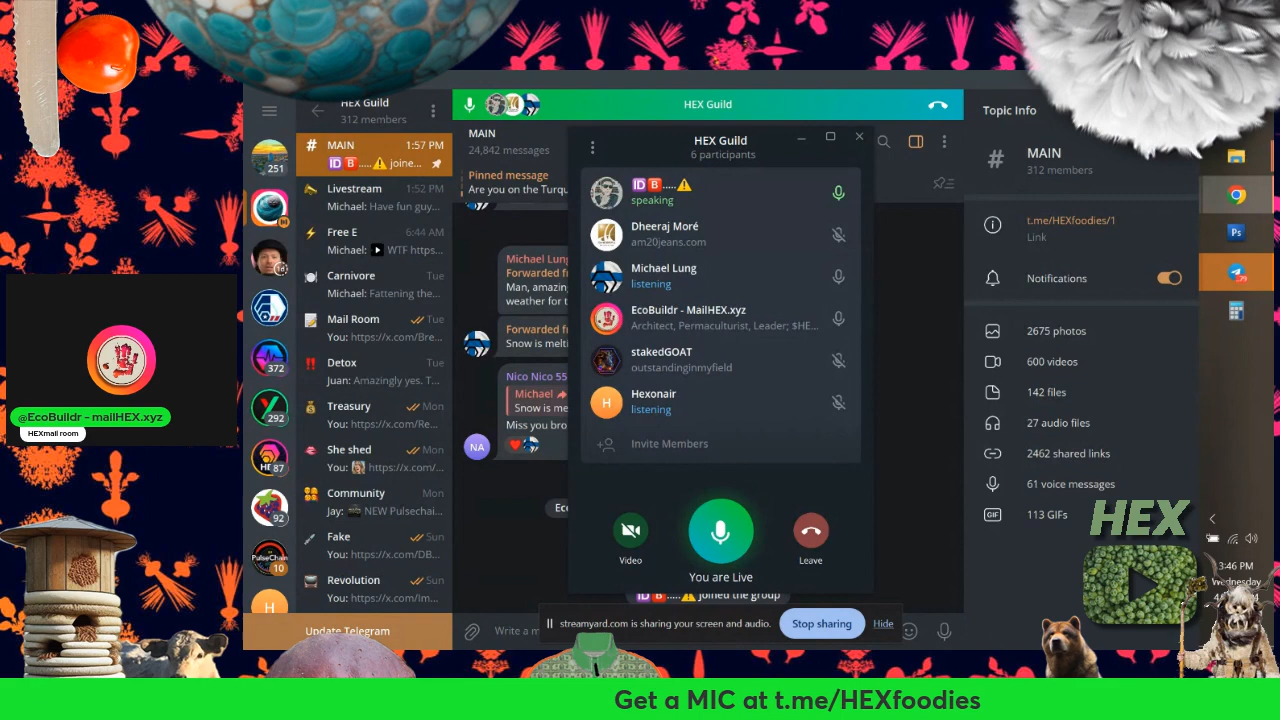 HEX Guild
312 members
251
MAIN
1:57 PM
🆔🅱️.....⚠️ joine...
Livestream
1:52 PM
Michael: Have fun guy...
Free E
6:44 AM
Michael: ▶️ WTF https...
Carnivore
Tue
Michael: Fattening the...
Mail Room
Tue
You: https://x.com/Bre...
372
Detox
Tue
Juan: Amazingly yes. T...
292
Treasury
Mon
You: https://x.com/Re...
87
She shed
Mon
You: https://x.com/...
92
Community
Mon
Jay: NEW Pulsechai...
PulseChain
10
Fake
Sun
You: https://x.com/DB...
Revolution
Sun
You: https://x.com/Im...
H
Update Telegram
HEX Guild
MAIN
24,842 messages
Pinned message
Are you on the Turqu
Michael Lung
Forwarded fr
Man, amazin
weather for t
Forwarded fr
Snow is melti
Nico Nico 55
Michael
Snow is me
Miss you bro
NA
Ecc
🆔🅱️.....⚠️ joined the group
Write a m
HEX Guild
6 participants
🆔🅱️.....⚠️
speaking
Dheeraj Moré
am20jeans.com
Michael Lung
listening
EcoBuildr - MailHEX.xyz
Architect, Permaculturist, Leader; $HE...
stakedGOAT
outstandinginmyfield
H
Hexonair
listening
Invite Members
Video
Leave
You are Live
streamyard.com is sharing your screen and audio.
Stop sharing
Hide
Topic Info
MAIN
312 members
t.me/HEXfoodies/1
Link
Notifications
2675 photos
600 videos
142 files
27 audio files
2462 shared links
61 voice messages
GIF
113 GIFs
Ps
79
3:46 PM
Wednesday
HEX
@EcoBuildr - mailHEX.xyz
HEXmail room
Get a MIC at t.me/HEXfoodies